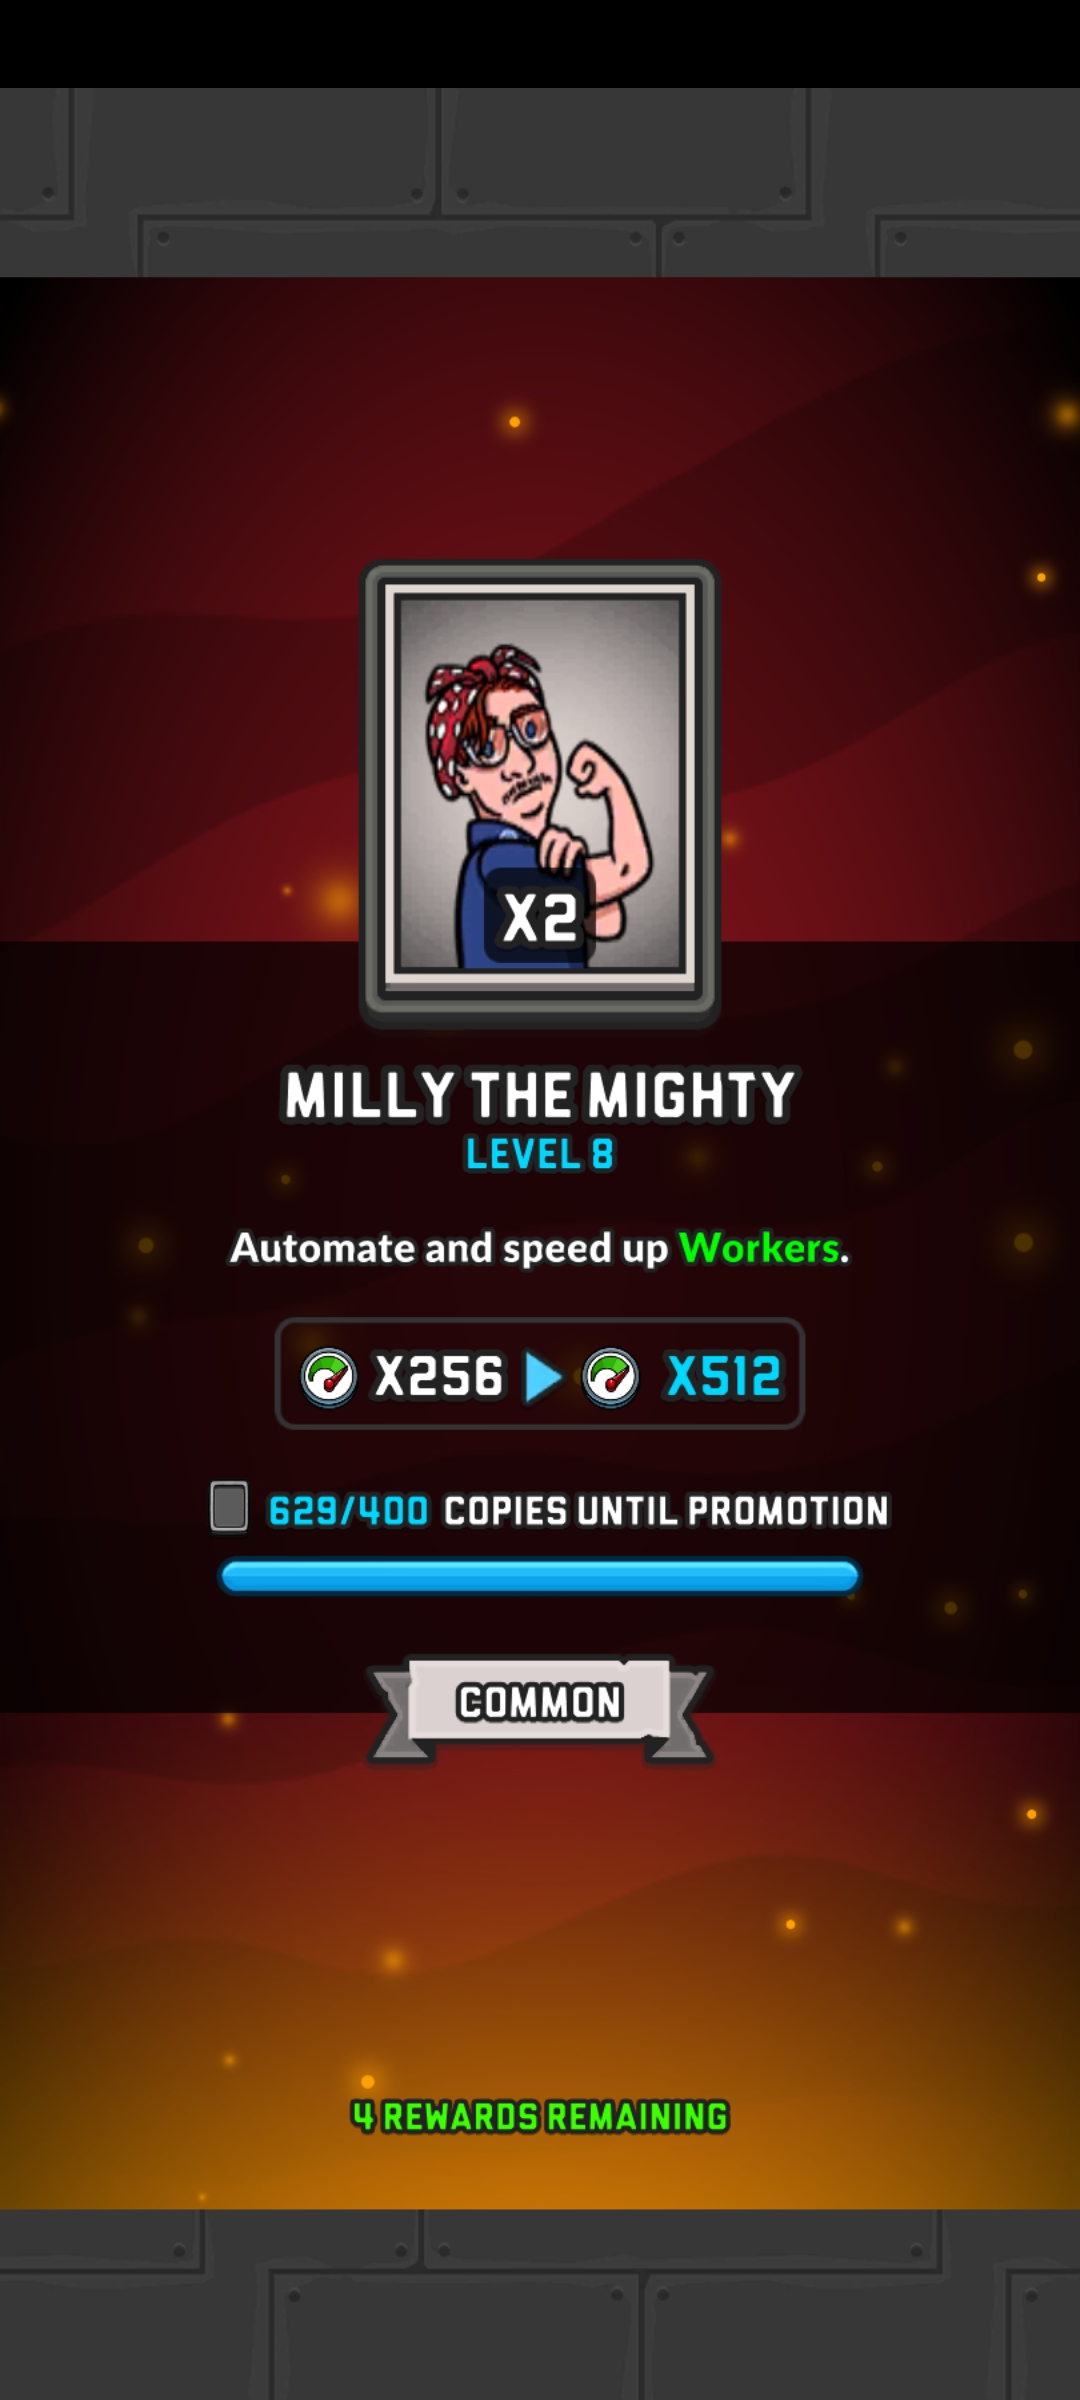 X2
MILLY THE MIGHTY
LEVEL 8
Automate and speed up Workers.
X256 X512
629/400 COPIES UNTIL PROMOTION
COMMON
4 REWARDS REMAINING